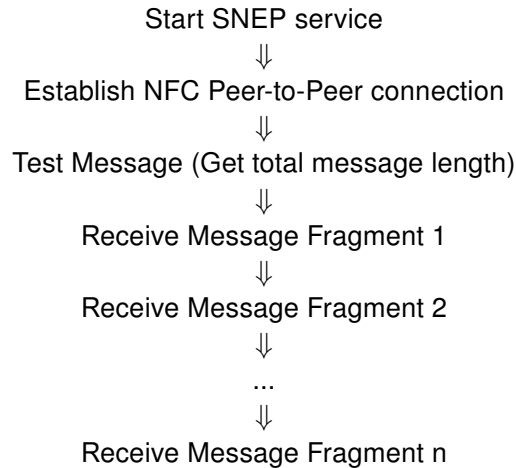 Start SNEP service
⇓
Establish NFC Peer-to-Peer connection
⇓
Test Message (Get total message length)
⇓
Receive Message Fragment 1
⇓
Receive Message Fragment 2
⇓
...
⇓
Receive Message Fragment n